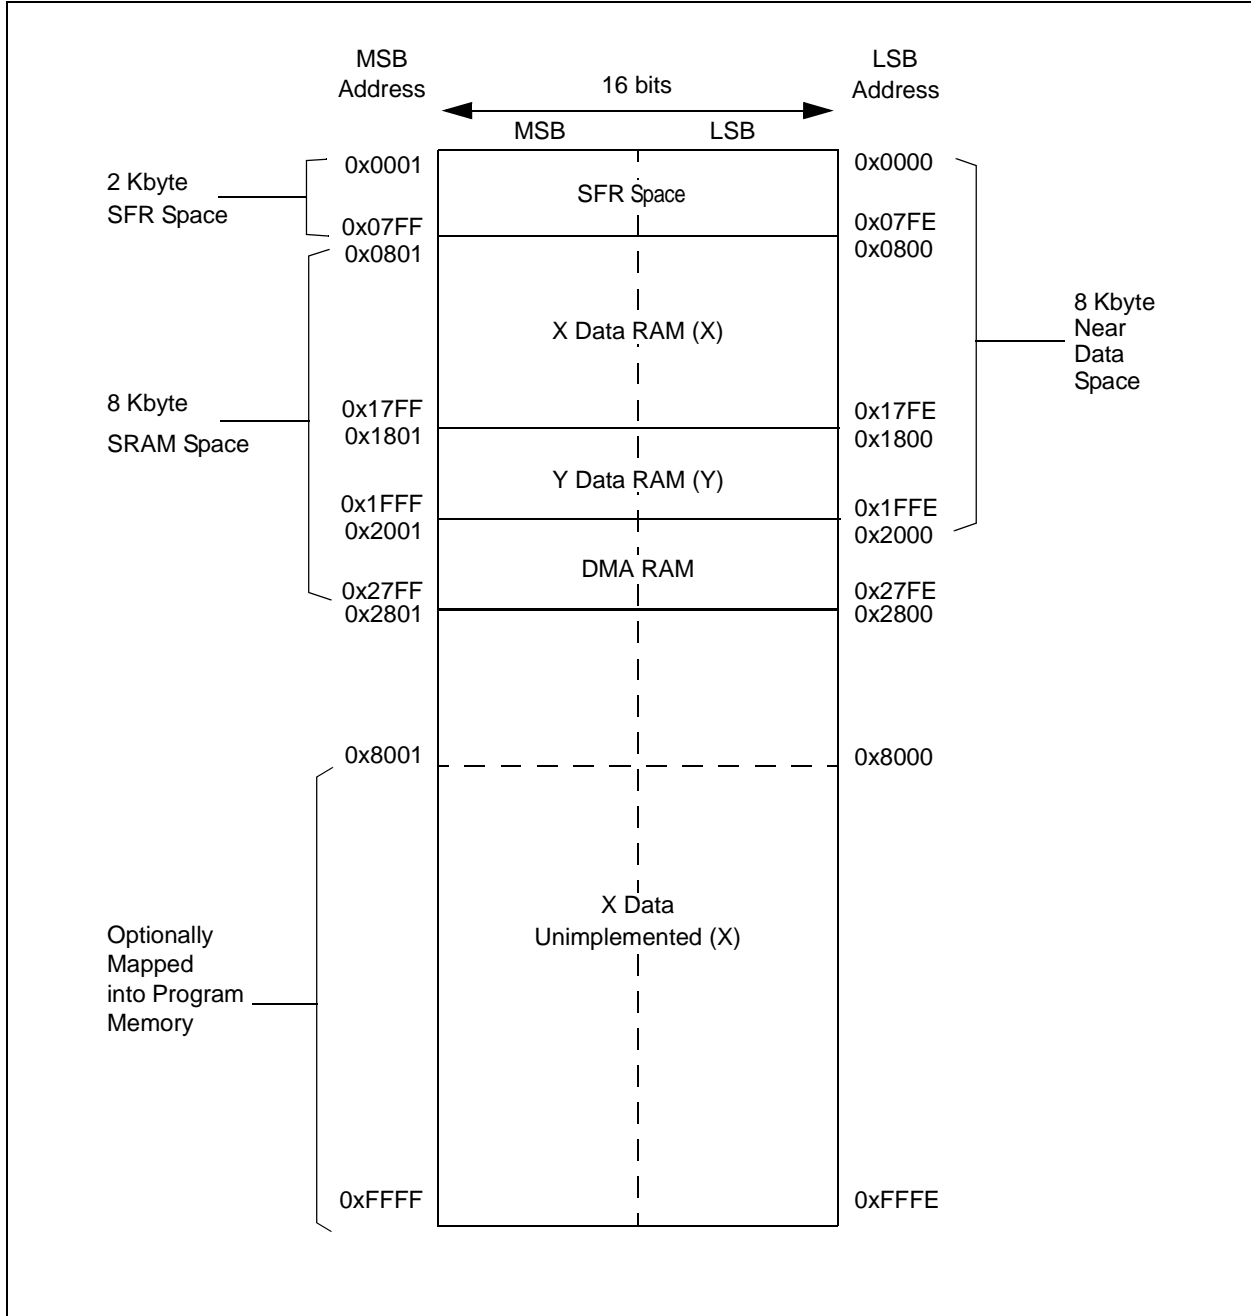 MSB
Address
LSB
Address
16 bits
MSB
LSB
0x0001
0x0000
2 Kbyte
SFR Space
SFR Space
0x07FF
0x07FE
0x0801
0x0800
X Data RAM (X)
8 Kbyte
Near
Data
Space
8 Kbyte
SRAM Space
0x17FF
0x17FE
0x1801
0x1800
Y Data RAM (Y)
0x1FFF
0x1FFE
0x2001
0x2000
DMA RAM
0x27FF
0x27FE
0x2801
0x2800
0x8001
0x8000
X Data
Unimplemented (X)
Optionally
Mapped
into Program
Memory
0xFFFF
0xFFFE